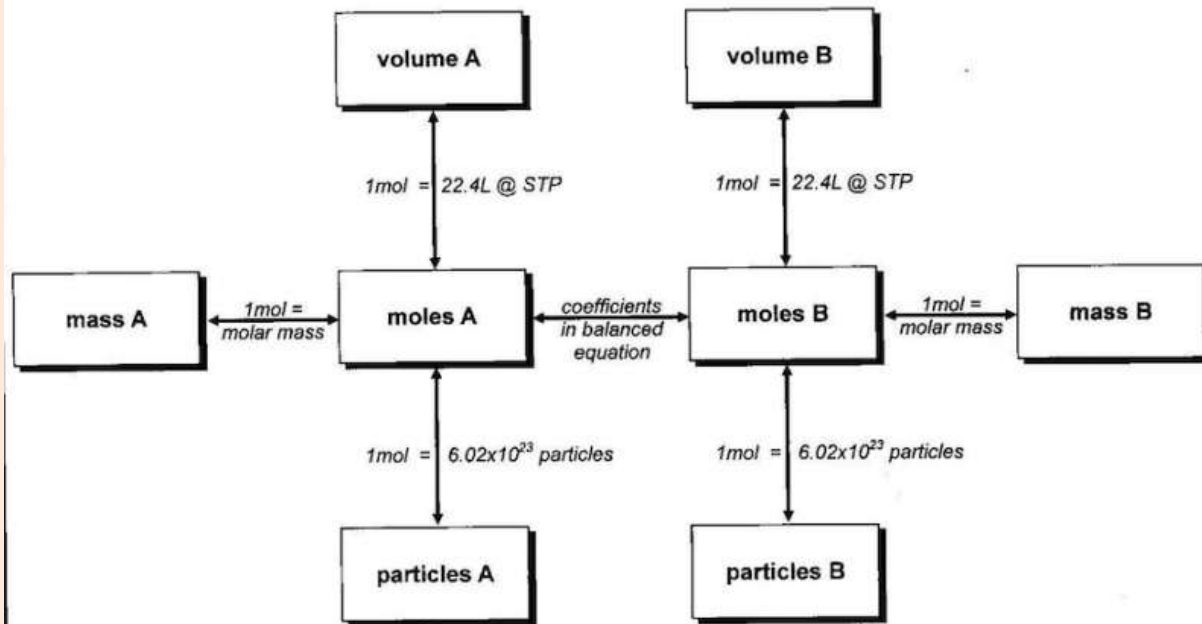 volume A
volume B
1mol = 22.4L @ STP
1mol = 22.4L @ STP
mass A
1mol =
molar mass
moles A
coefficients
in balanced
equation
moles B
1mol =
molar mass
mass B
1mol = 6.02x10²³ particles
1mol = 6.02x10²³ particles
particles A
particles B